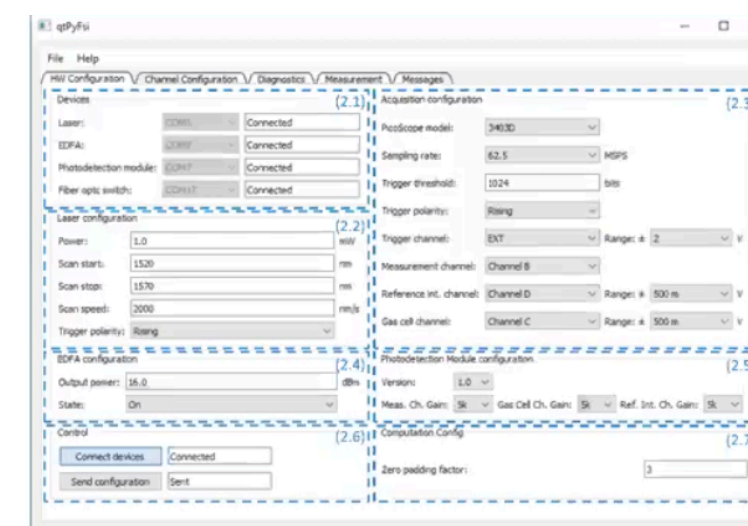 qtPyFsi
File Help
HW Configuration Channel Configuration Diagnostics Measurement Messages
Devices (2.1)
Laser: Connected
EDFA: Connected
Photodetection module: Connected
Fiber optic switch: Connected
Laser configuration (2.2)
Power: 1.0 mW
Scan start: 1520 nm
Scan stop: 1570 nm
Scan speed: 2000 nm/s
Trigger polarity: Rising
EDFA configuration (2.4)
Output power: 16.0 dBm
State: On
Control (2.6)
Connect devices Connected
Send configuration Sent
Acquisition configuration (2.3
PicoScope model: 3403D
Sampling rate: 62.5 MSPS
Trigger threshold: 1024 bits
Trigger polarity: Rising
Trigger channel: EXT Range: ± 2 V
Measurement channel: Channel B
Reference int. channel: Channel D Range: ± 500 m V
Gas cell channel: Channel C Range: ± 500 m V
Photodetection Module configuration (2.5
Version: 1.0
Meas. Ch. Gain: 5k Gas Cell Ch. Gain: 5k Ref. Int. Ch. Gain: 5k
Computation Config. (2.7
Zero padding factor: 3